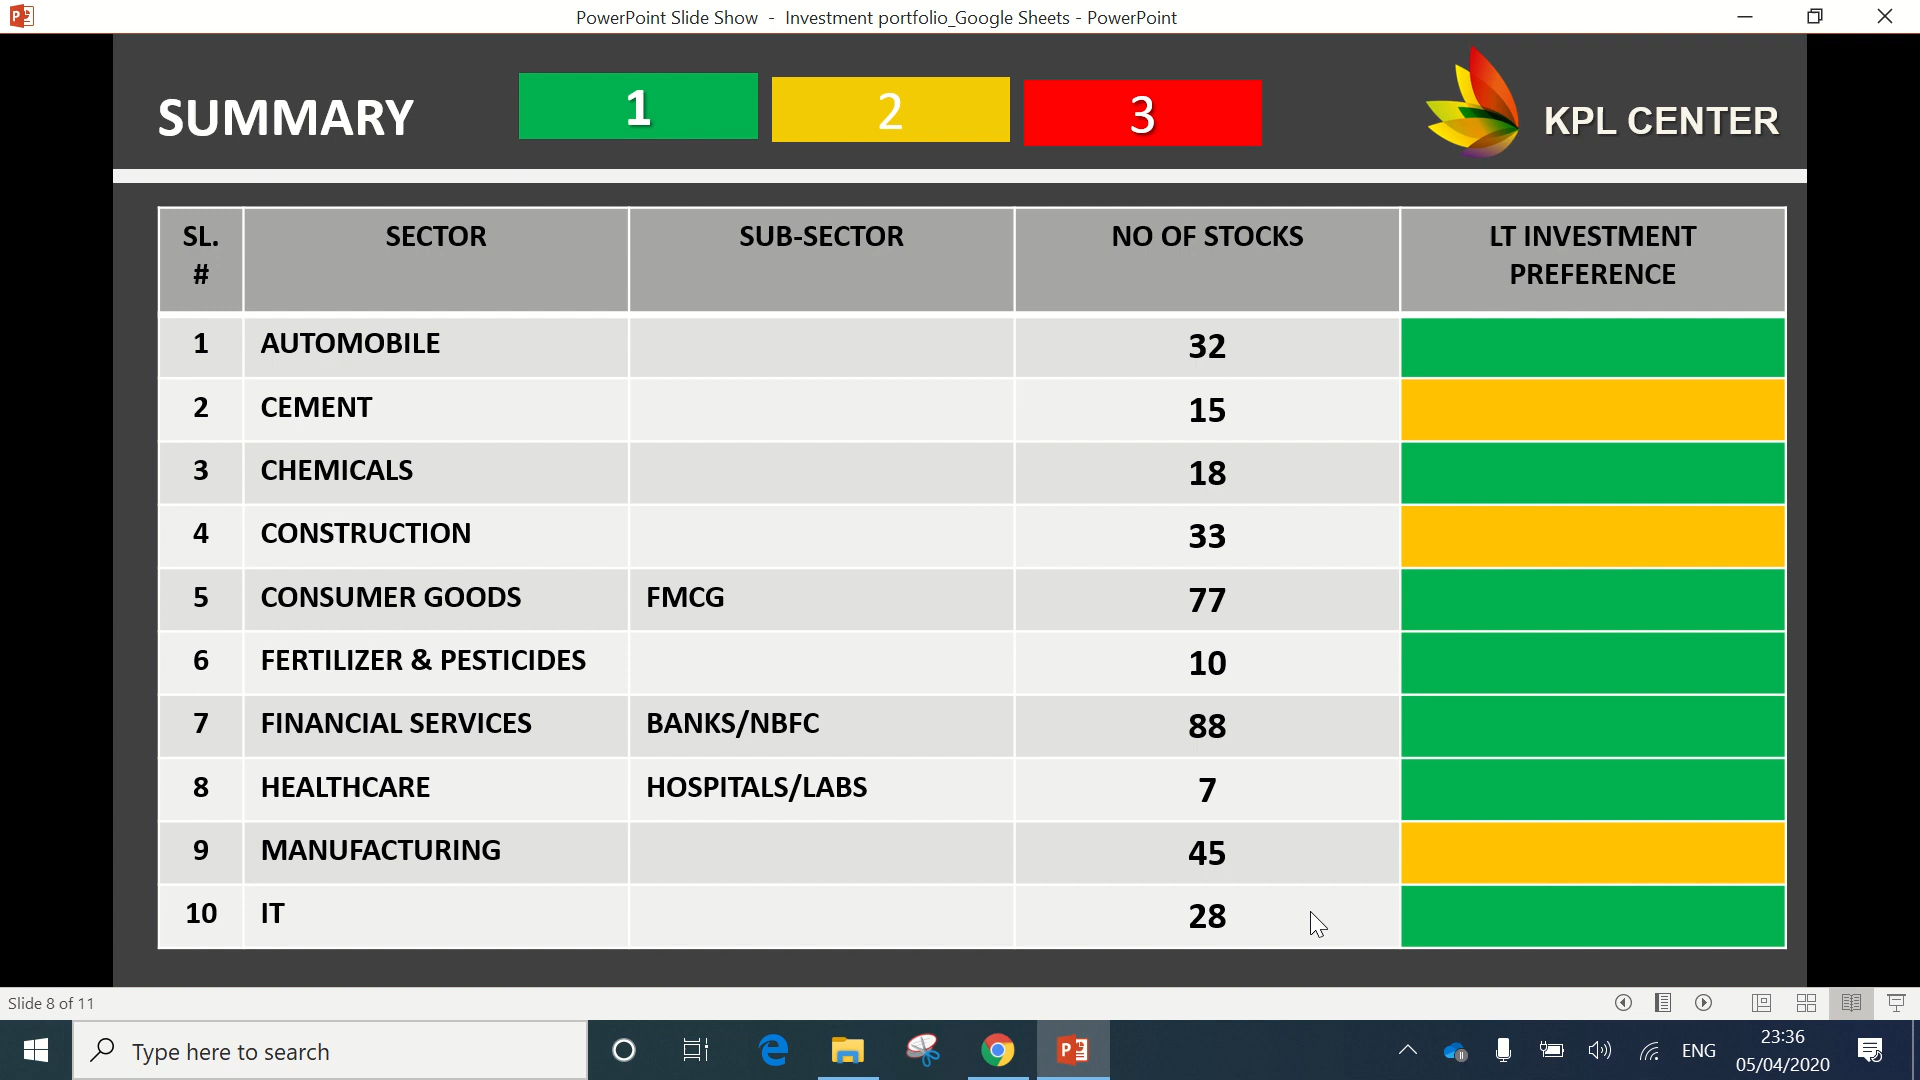 PowerPoint Slide Show - Investment portfolio_Google Sheets - PowerPoint
SUMMARY 1 2 3 KPL CENTER
SL. # SECTOR SUB-SECTOR NO OF STOCKS LT INVESTMENT PREFERENCE
1 AUTOMOBILE 32
2 CEMENT 15
3 CHEMICALS 18
4 CONSTRUCTION 33
5 CONSUMER GOODS FMCG 77
6 FERTILIZER & PESTICIDES 10
7 FINANCIAL SERVICES BANKS/NBFC 88
8 HEALTHCARE HOSPITALS/LABS 7
9 MANUFACTURING 45
10 IT 28
Slide 8 of 11
Type here to search
ENG
23:36
05/04/2020